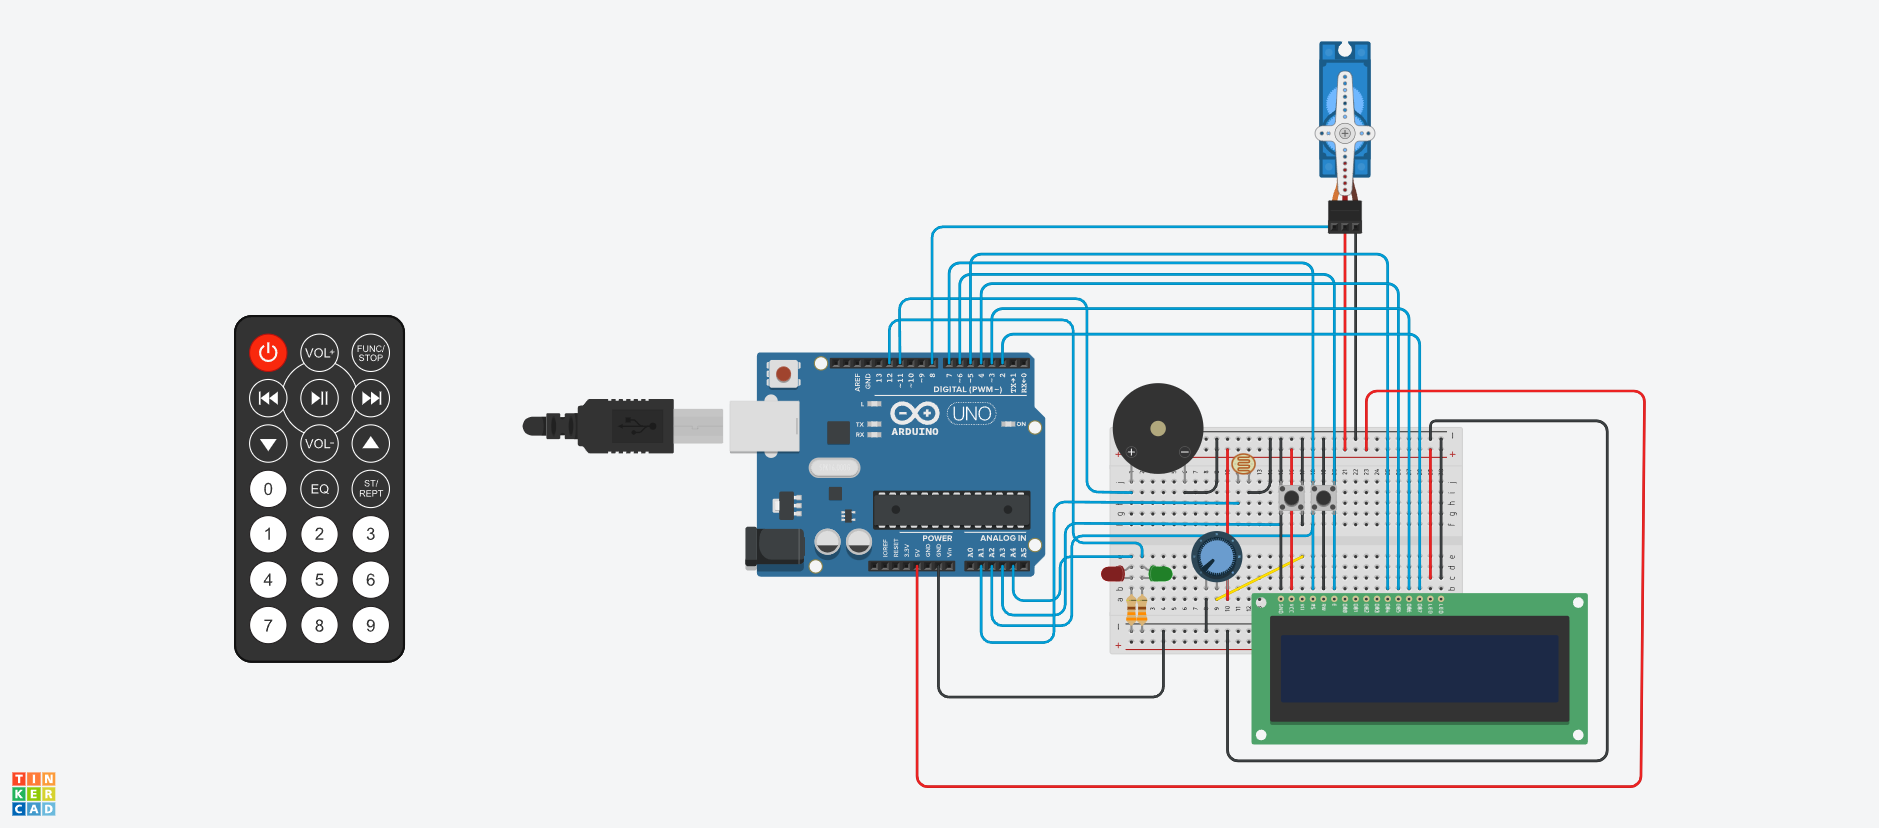 VOL+
FUNC/
STOP
VOL-
0
EQ
ST/
REPT
1 2 3
4 5 6
7 8 9
AREF
GND
13
12
~11
~10
~9
8
7
~6
~5
4
~3
2
TX→1
RX←0
DIGITAL (PWM~)
L
TX
RX
ARDUINO
UNO
ON
POWER
ANALOG IN
IOREF
RESET
3.3V
5V
GND
GND
Vin
A0
A1
A2
A3
A4
A5
TIN
KER
CAD